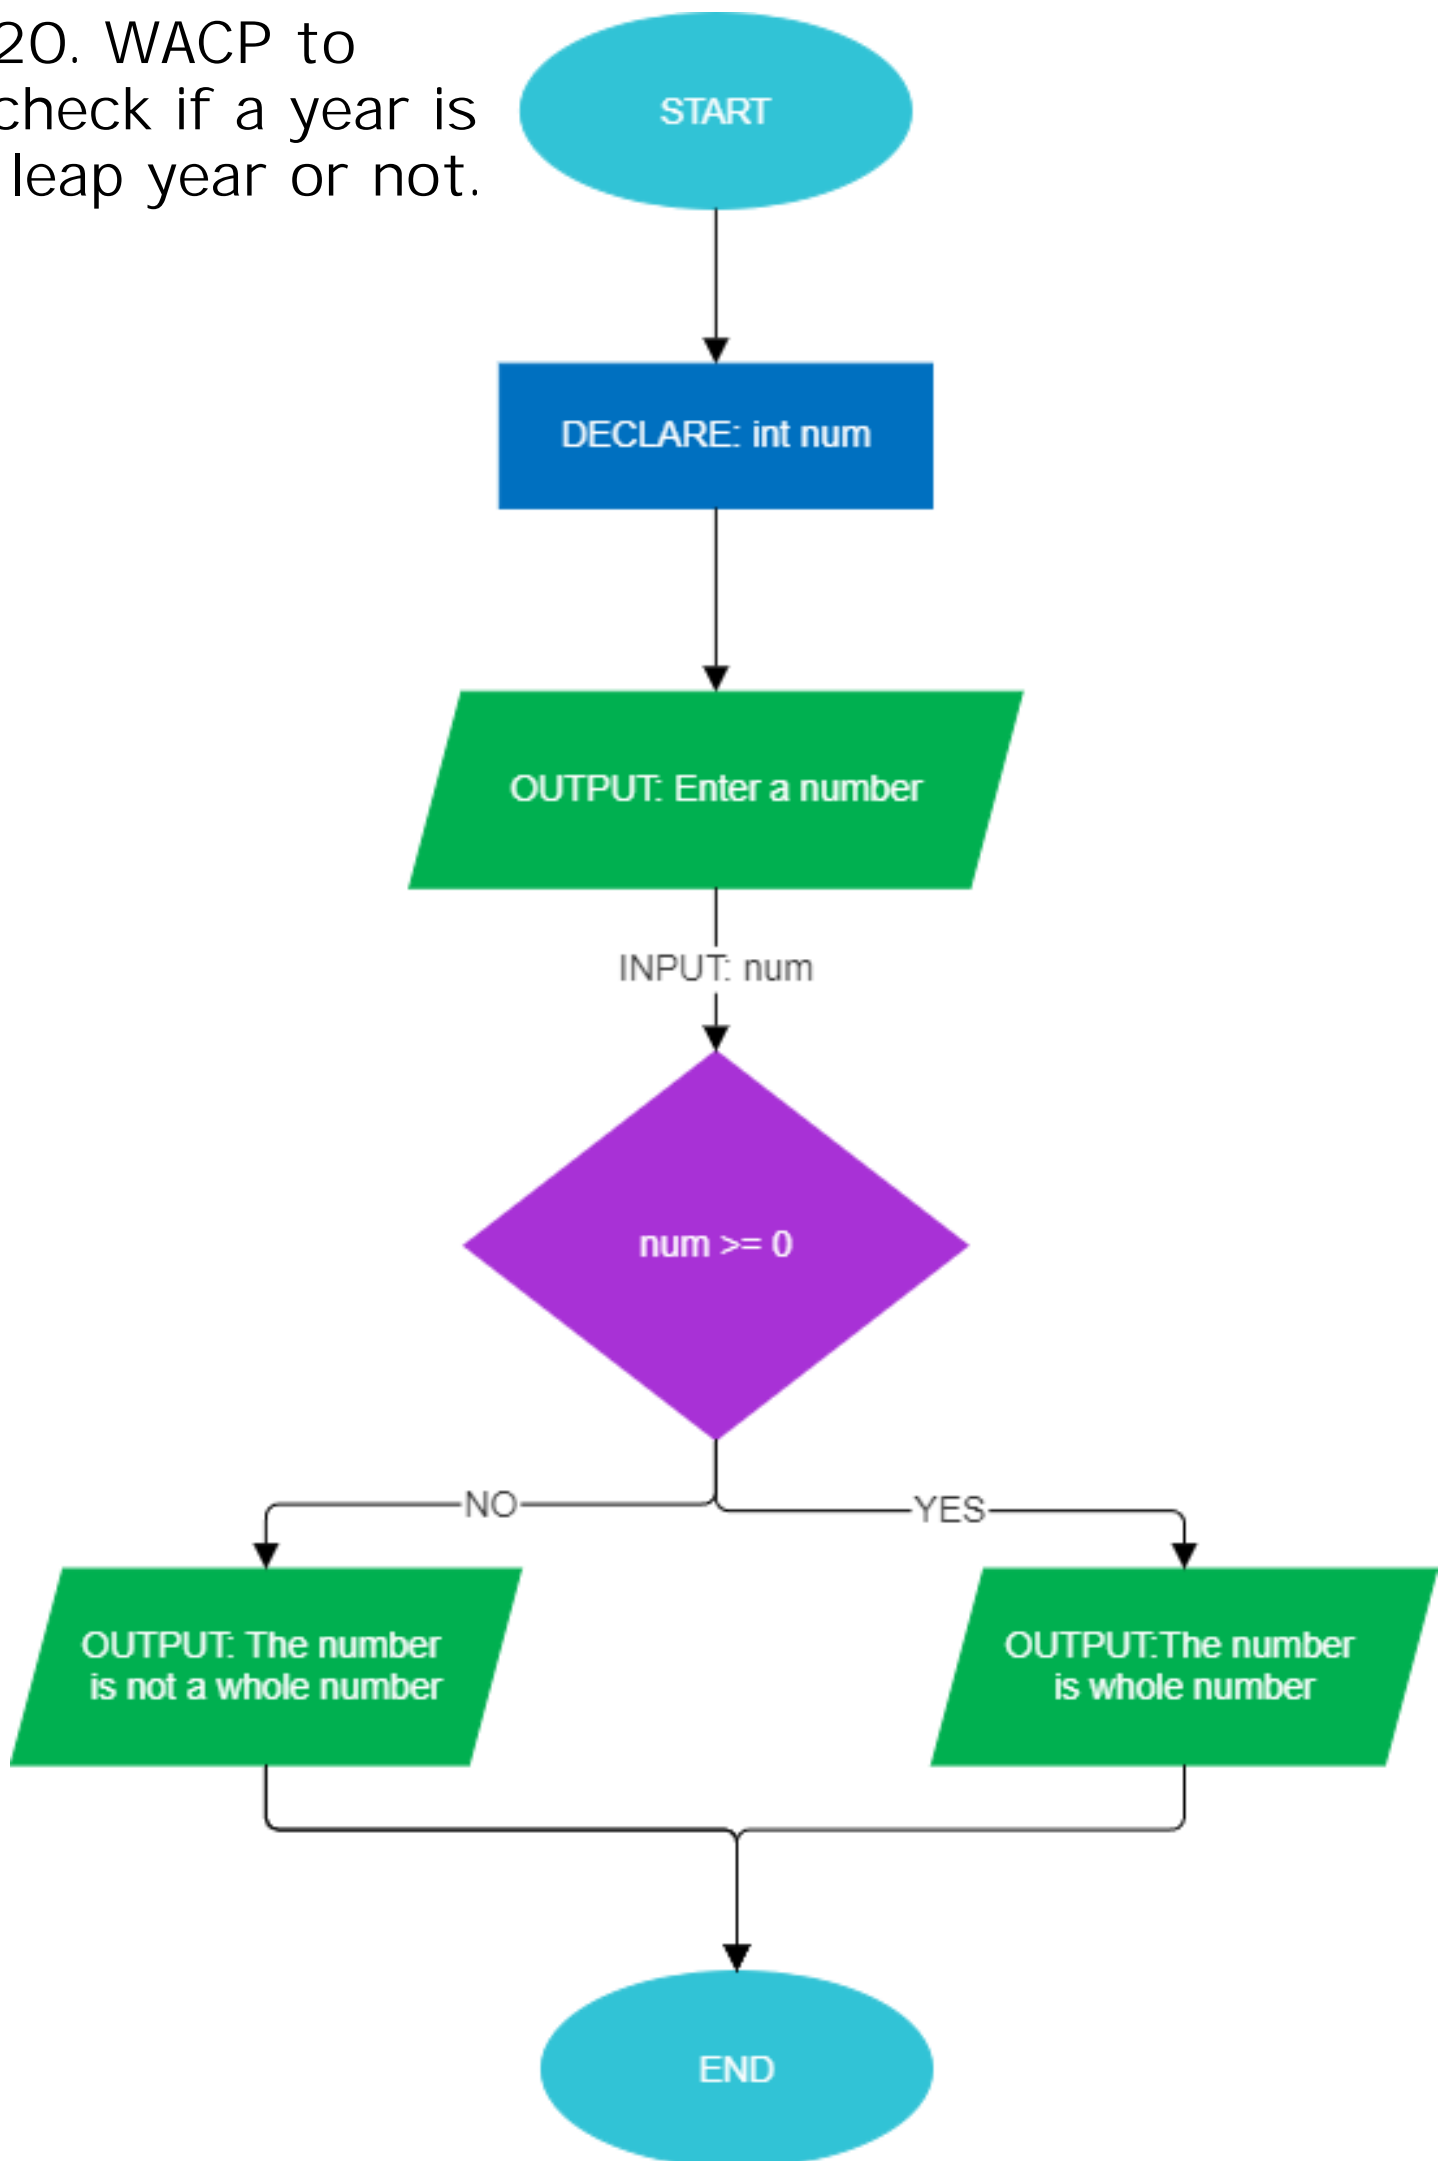 20. WACP to
check if a year is
leap year or not.
START
DECLARE: int num
OUTPUT: Enter a number
INPUT: num
num >= 0
NO
YES
OUTPUT: The number
is not a whole number
OUTPUT:The number
is whole number
END